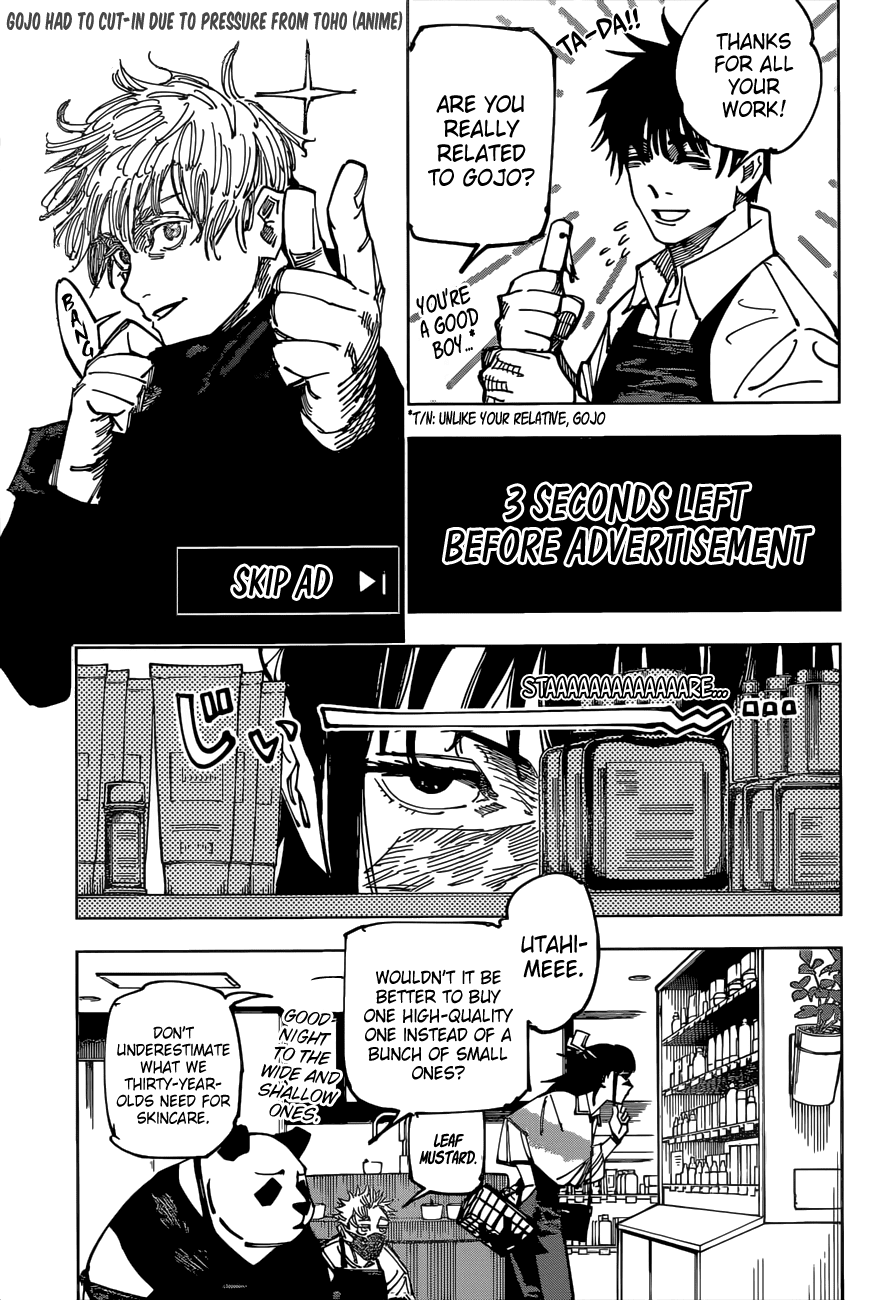 GOJO HAD TO CUT-IN DUE TO PRESSURE FROM TOHO (ANIME)
THANKS
FOR ALL
YOUR
WORK!
TA-DA!!
ARE YOU
REALLY
RELATED
TO GOJO?
YOU'RE
A GOOD
BOY...*
*T/N: UNLIKE YOUR RELATIVE, GOJO
BANG
SKIP AD
3 SECONDS LEFT
BEFORE ADVERTISEMENT
STAAAAAAAAAAAAARE...
じぃー...
UTAHI-
MEEE.
WOULDN'T IT BE
BETTER TO BUY
ONE HIGH-QUALITY
ONE INSTEAD OF A
BUNCH OF SMALL
ONES?
LEAF
MUSTARD.
GOOD
NIGHT
TO THE
WIDE AND
SHALLOW
ONES.
DON'T
UNDERESTIMATE
WHAT WE
THIRTY-YEAR-
OLDS NEED FOR
SKINCARE.